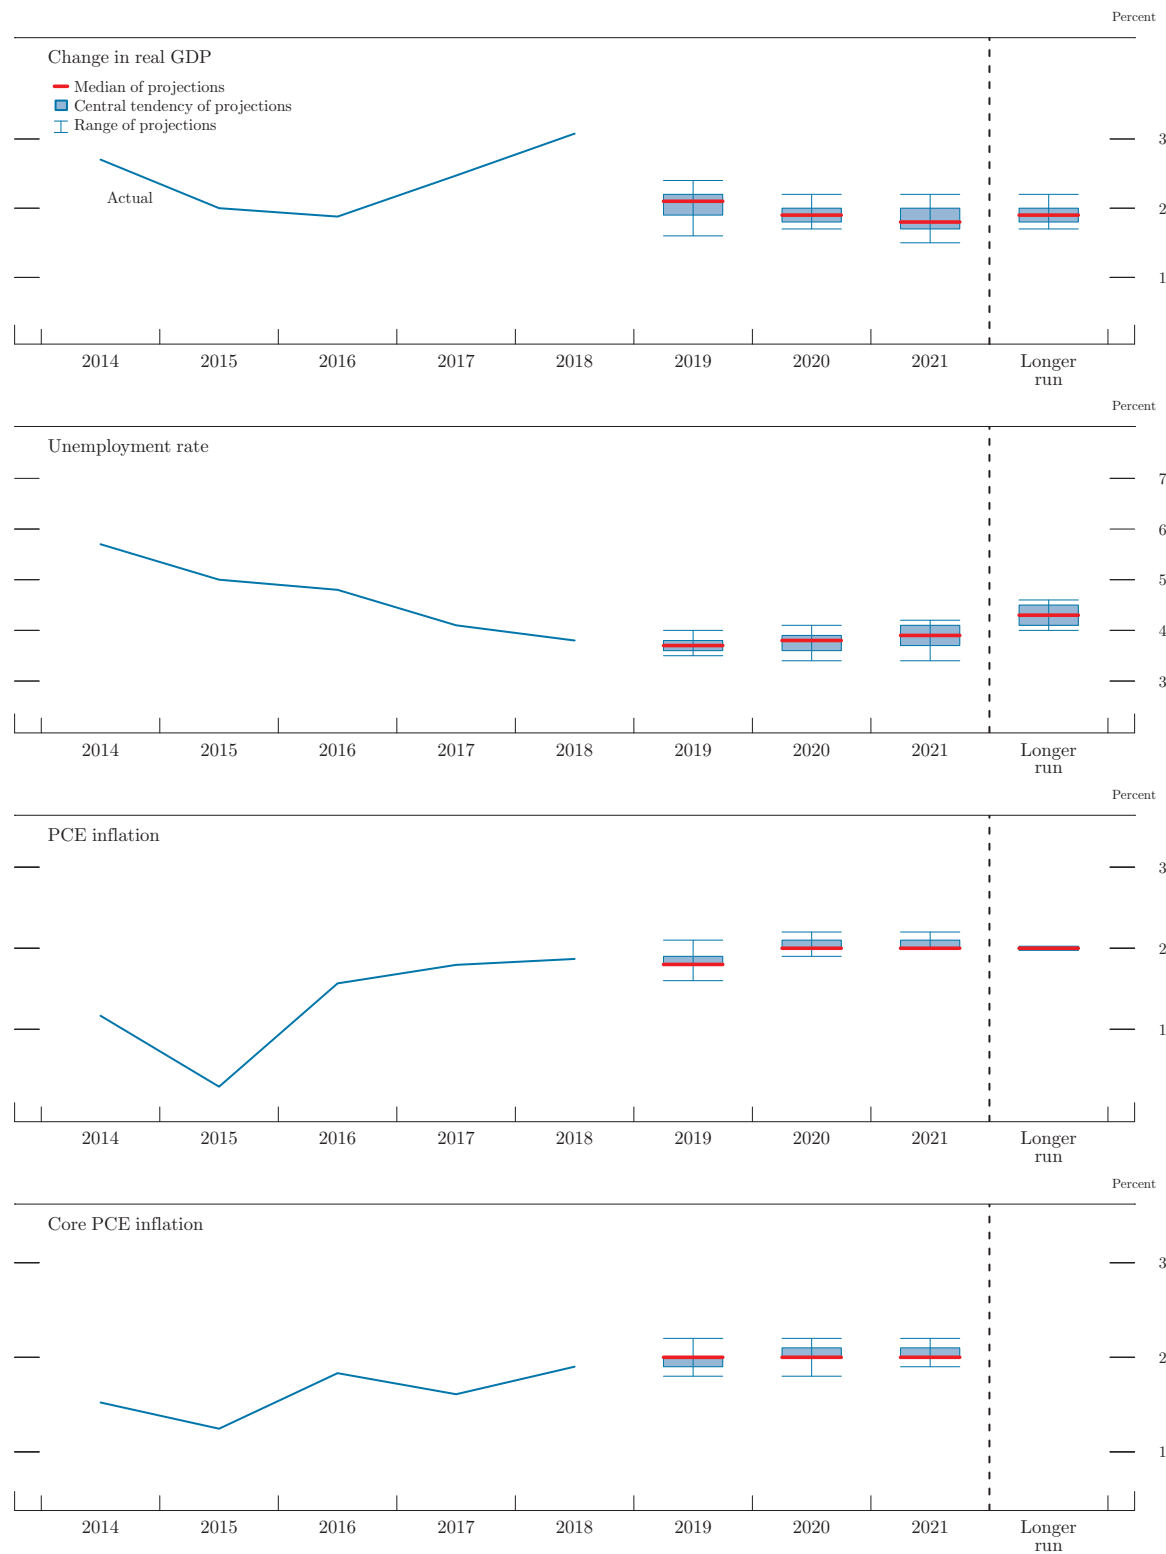 Percent
Change in real GDP
Median of projections
Central tendency of projections
Range of projections
Actual
3
2
1
2014 2015 2016 2017 2018 2019 2020 2021 Longer
run
Percent
Unemployment rate
7
6
5
4
3
2014 2015 2016 2017 2018 2019 2020 2021 Longer
run
Percent
PCE inflation
3
2
1
2014 2015 2016 2017 2018 2019 2020 2021 Longer
run
Percent
Core PCE inflation
3
2
1
2014 2015 2016 2017 2018 2019 2020 2021 Longer
run